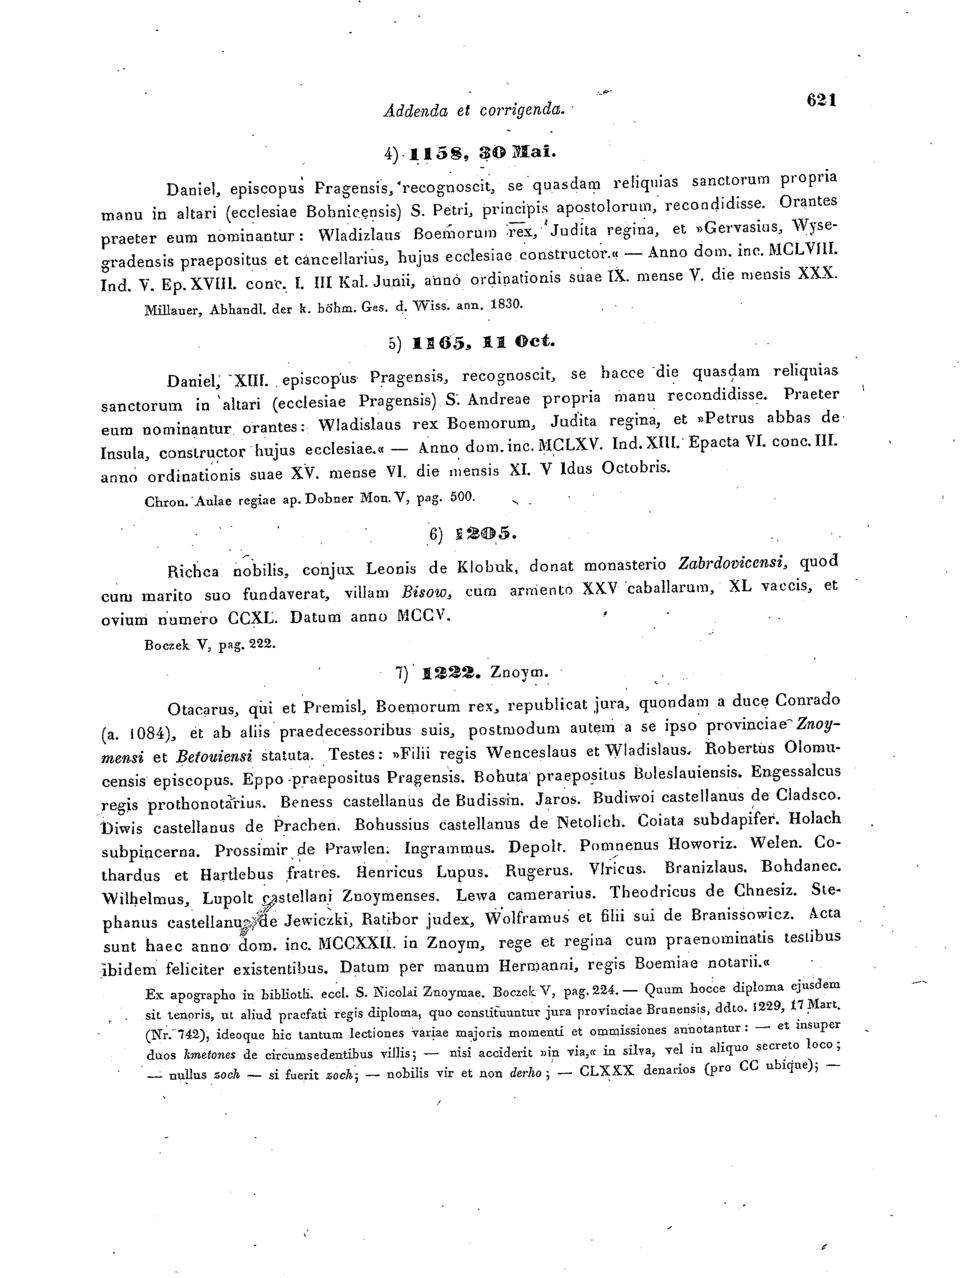 Addenda et corrigenda. 621
4) 1158, 30 Mai.
Daniel, episcopus Pragensis, recognoscit, se quasdam reliquias sanctorum propria
manu in altari (ecclesiae Bohnicensis) S. Petri, principis apostolorum, recondidisse. Orantes
praeter eum nominantur: Wladizlaus Boemorum rex, Judita regina, et »Gervasius, Wyse-
gradensis praepositus et cancellarius, hujus ecclesiae constructor.« — Anno dom. inc. MCLVIII.
Ind. V. Ep. XVIII. conc. I. III Kal. Junii, anno ordinationis suae IX. mense V. die mensis XXX.
Millauer, Abhandl. der k. böhm. Ges. d. Wiss. ann. 1830.
5) 1165, 11 Oct.
Daniel, XIII. episcopus Pragensis, recognoscit, se hacce die quasdam reliquias
sanctorum in altari (ecclesiae Pragensis) S. Andreae propria manu recondidisse. Praeter
eum nominantur orantes: Wladislaus rex Boemorum, Judita regina, et »Petrus abbas de
Insula, constructor hujus ecclesiae.« — Anno dom. inc. MCLXV. Ind. XIII. Epacta VI. conc. III.
anno ordinationis suae XV. mense VI. die mensis XI. V Idus Octobris.
Chron. Aulae regiae ap. Dobner Mon. V, pag. 500.
6) 1205.
Richca nobilis, conjux Leonis de Klobuk, donat monasterio Zabrdovicensi, quod
cum marito suo fundaverat, villam Bisow, cum armento XXV caballarum, XL vaccis, et
ovium numero CCXL. Datum anno MCCV.
Boczek V, pag. 222.
7) 1222. Znoym.
Otacarus, qui et Premisl, Boemorum rex, republicat jura, quondam a duce Conrado
(a. 1084), et ab aliis praedecessoribus suis, postmodum autem a se ipso provinciae Znoy-
mensi et Betouiensi statuta. Testes: »Filii regis Wenceslaus et Wladislaus. Robertus Olomu-
censis episcopus. Eppo praepositus Pragensis. Bohuta praepositus Boleslauiensis. Engessalcus
regis prothonotarius. Beness castellanus de Budissin. Jaros. Budiwoi castellanus de Cladsco.
Diwis castellanus de Prachen. Bohussius castellanus de Netolich. Coiata subdapifer. Holach
subpincerna. Prossimir de Prawlen. Ingrammus. Depolt. Pomnenus Howoriz. Welen. Co-
thardus et Hartlebus fratres. Henricus Lupus. Rugerus. Vlricus. Branizlaus. Bohdanec.
Wilhelmus, Lupolt castellani Znoymenses. Lewa camerarius. Theodricus de Chnesiz. Ste-
phanus castellanus de Jewiczki, Ratibor judex, Wolframus et filii sui de Branissowicz. Acta
sunt haec anno dom. inc. MCCXXII. in Znoym, rege et regina cum praenominatis testibus
ibidem feliciter existentibus. Datum per manum Hermanni, regis Boemiae notarii.«
Ex apographo in biblioth. eccl. S. Nicolai Znoymae. Boczek V, pag. 224. — Quum hocce diploma ejusdem
sit tenoris, ut aliud praefati regis diploma, quo constituuntur jura provinciae Brunensis, ddto. 1229, 17 Mart.
(Nr. 742), ideoque hic tantum lectiones variae majoris momenti et ommissiones annotantur: — et insuper
duos kmetones de circumsedentibus villis; — nisi acciderit »in via,« in silva, vel in aliquo secreto loco;
— nullus zoch — si fuerit zoch; — nobilis vir et non derho; — CLXXX denarios (pro CC ubique); —